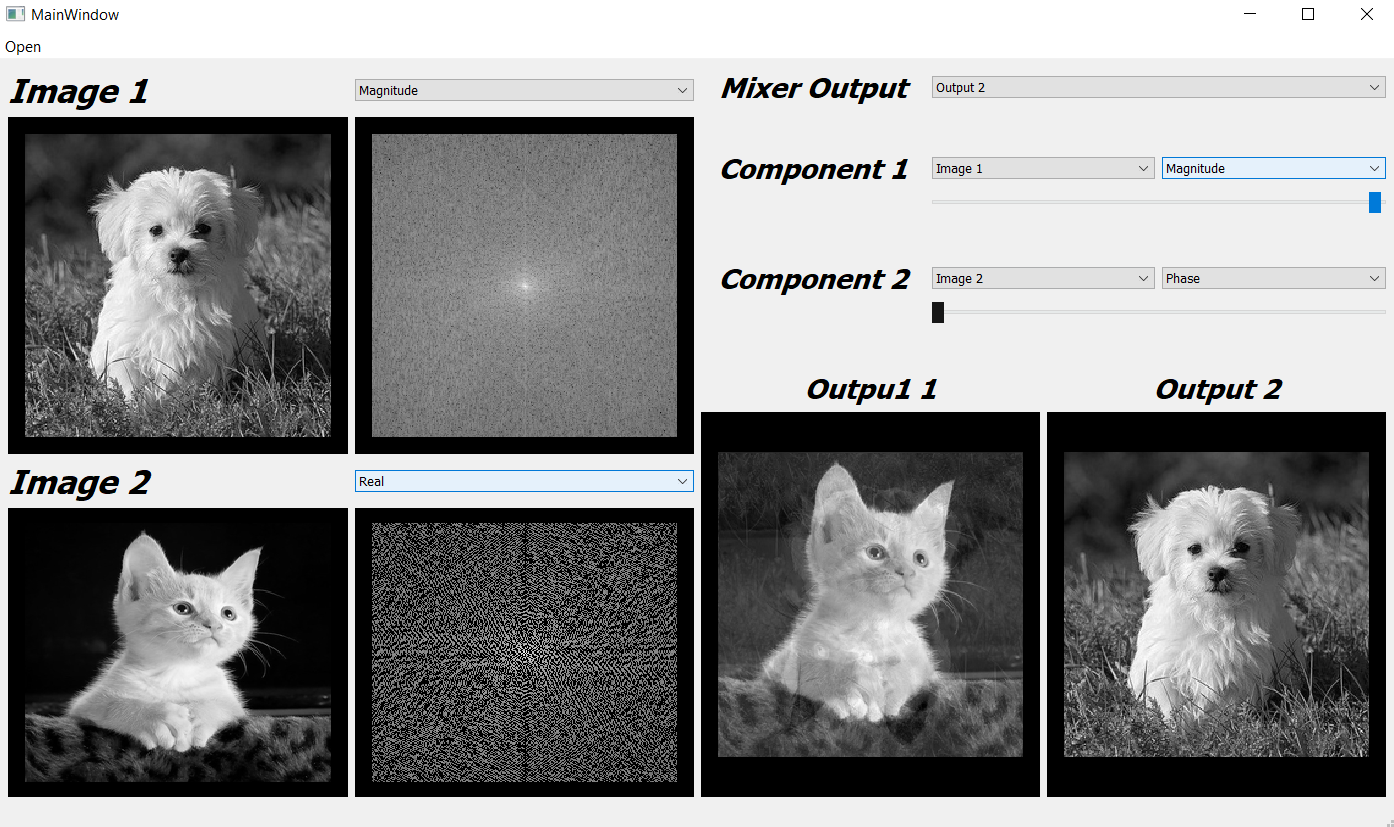 MainWindow
Open
Image 1
Magnitude
Mixer Output
Output 2
Component 1
Image 1
Magnitude
Component 2
Image 2
Phase
Outpu1 1
Output 2
Image 2
Real